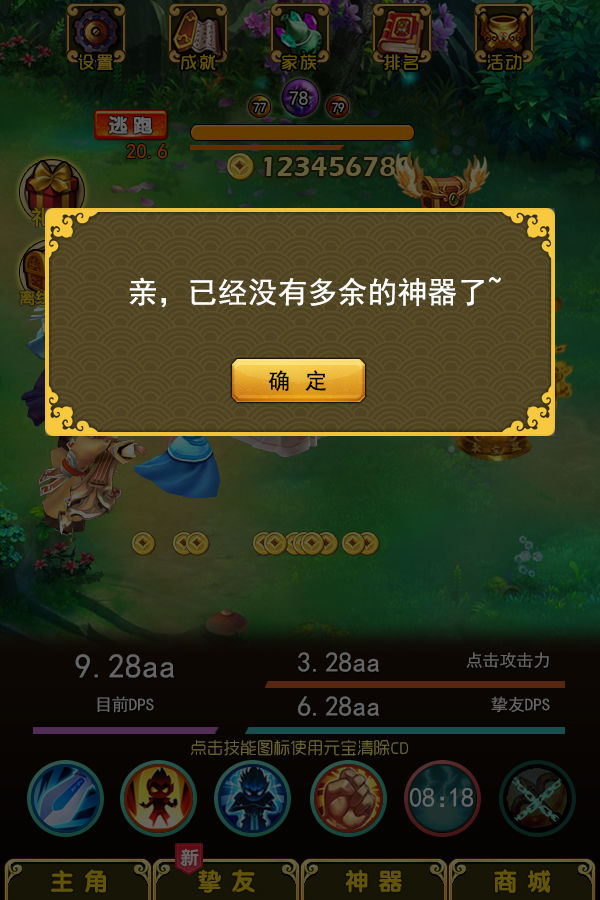 设置 成就 家族 排名 活动
77 78 79
逃跑
20.6
12345678
礼
离线
亲，已经没有多余的神器了~
确 定
9.28aa
目前DPS
3.28aa 点击攻击力
6.28aa 挚友DPS
点击技能图标使用元宝清除CD
08:18
新
主角 挚友 神器 商城